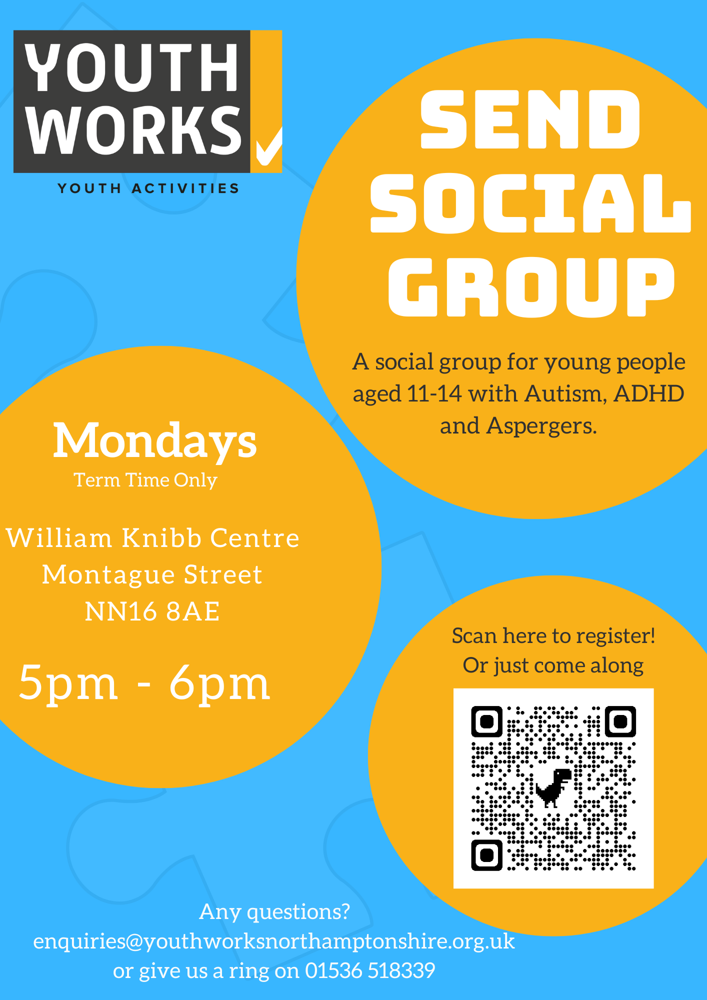 YOUTH
WORKS
YOUTH ACTIVITIES
SEND
SOCIAL
GROUP
A social group for young people
aged 11-14 with Autism, ADHD
and Aspergers.
Mondays
Term Time Only
William Knibb Centre
Montague Street
NN16 8AE
5pm - 6pm
Scan here to register!
Or just come along
Any questions?
enquiries@youthworksnorthamptonshire.org.uk
or give us a ring on 01536 518339